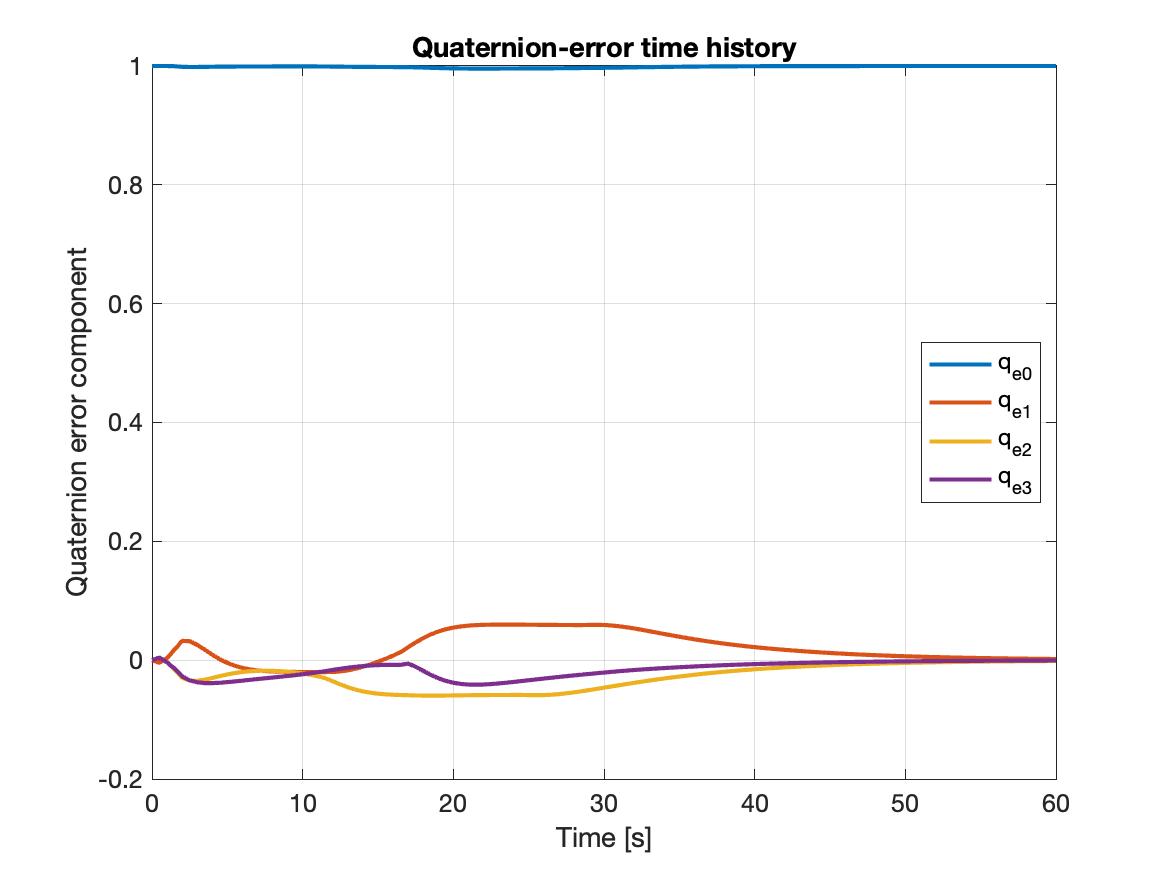 Quaternion-error time history
1
0.8
0.6
0.4
0.2
0
-0.2
Quaternion error component
0 10 20 30 40 50 60
Time [s]
q_e0
q_e1
q_e2
q_e3